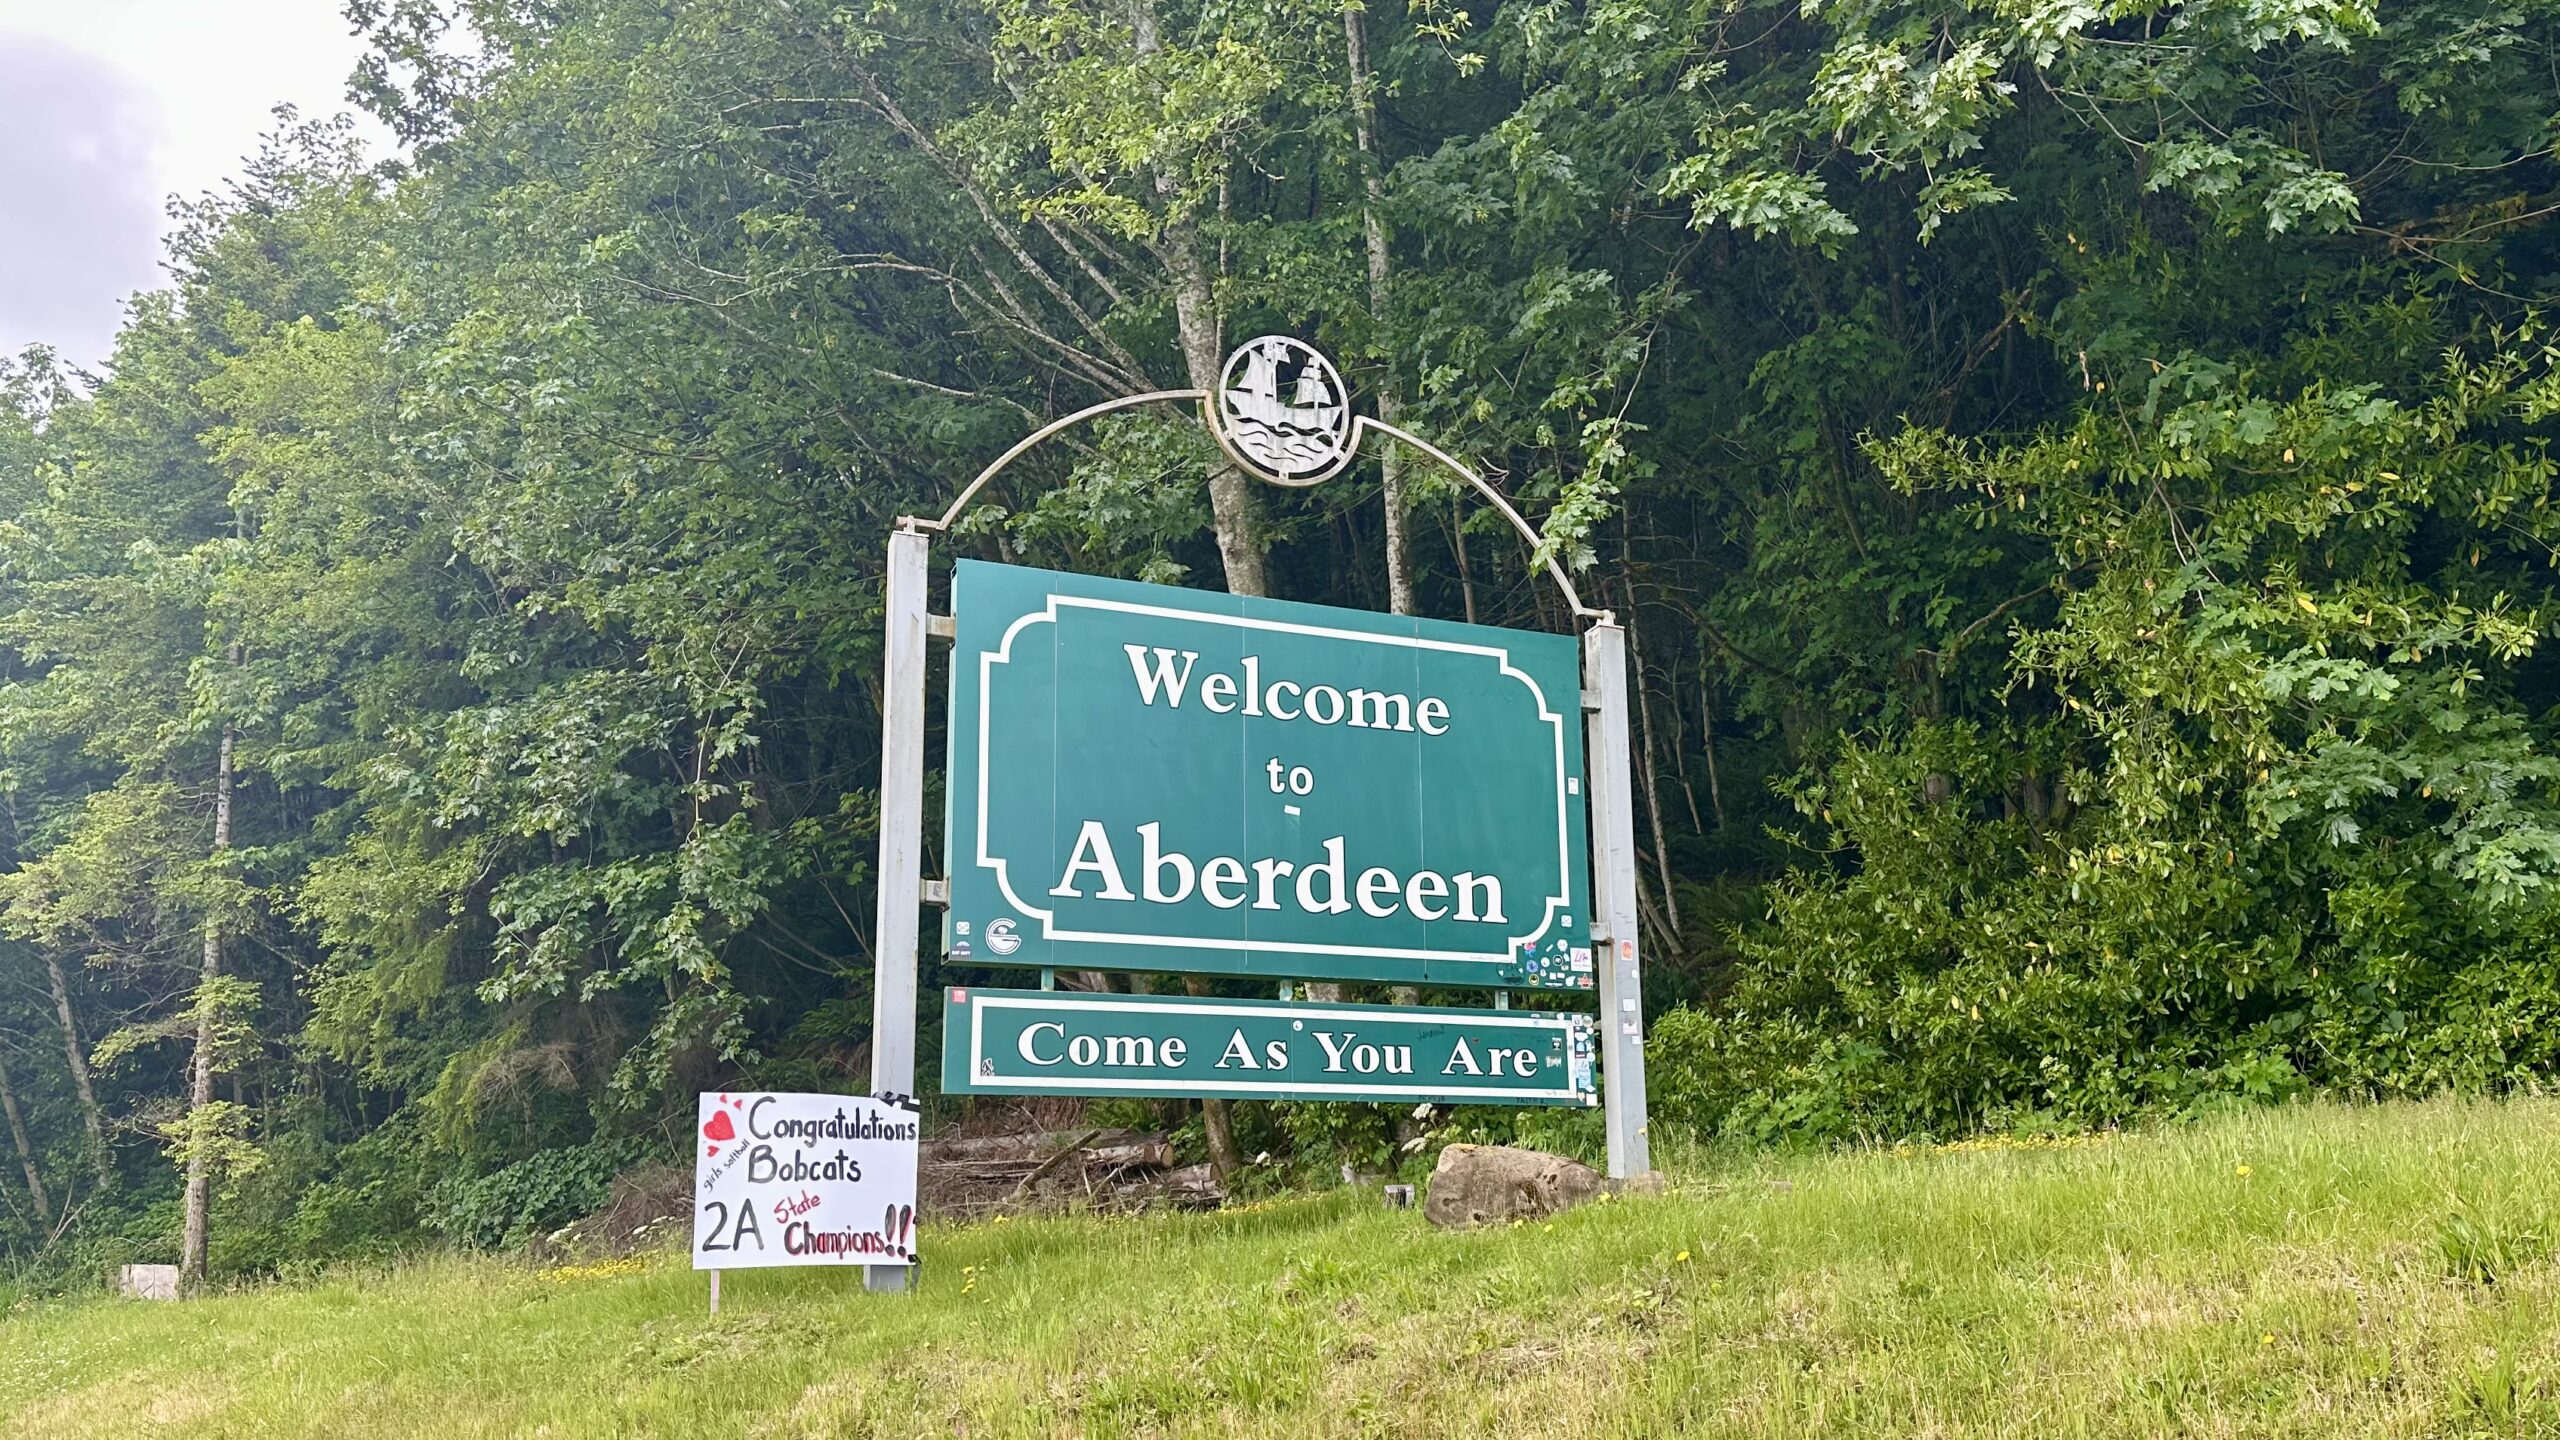 Welcome
to
Aberdeen
Come As You Are
Congratulations
girls softball
Bobcats
2A State
Champions!!